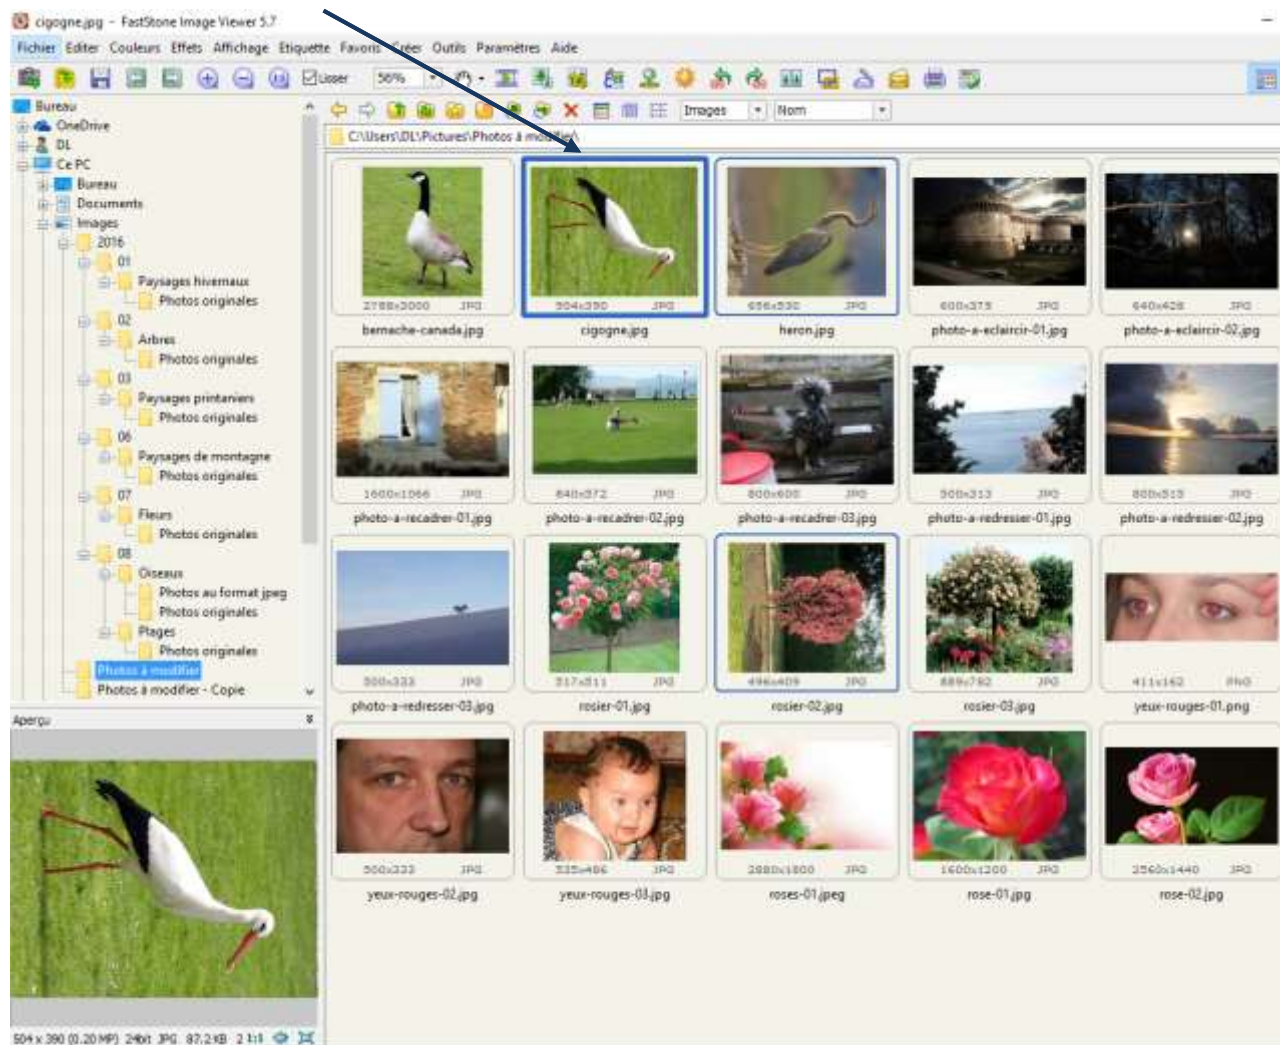 cigogne.jpg - FastStone Image Viewer 5.7
Fichier Editer Couleurs Effets Affichage Etiquette Favoris Créer Outils Paramètres Aide
Lisser 56%
Images Nom
C:\Users\DL\Pictures\Photos à modifier\
Bureau
OneDrive
DL
Ce PC
Bureau
Documents
Images
2016
01
Paysages hivernaux
Photos originales
02
Arbres
Photos originales
03
Paysages printaniers
Photos originales
06
Paysages de montagne
Photos originales
07
Fleurs
Photos originales
08
Oiseaux
Photos au format jpeg
Photos originales
Plages
Photos originales
Photos à modifier
Photos à modifier - Copie
Aperçu
504 x 390 (0.20 MP) 24bit JPG 87.2 KB 2 1:1
JPG 504x390 JPG JPG 600x375 JPG 640x426 JPG
bernache-canada.jpg cigogne.jpg heron.jpg photo-a-eclaircir-01.jpg photo-a-eclaircir-02.jpg
1600x1066 JPG 640x372 JPG 800x600 JPG 500x313 JPG JPG
photo-a-recadrer-01.jpg photo-a-recadrer-02.jpg photo-a-recadrer-03.jpg photo-a-redresser-01.jpg photo-a-redresser-02.jpg
500x333 JPG 517x511 JPG 496x409 JPG JPG 411x162 PNG
photo-a-redresser-03.jpg rosier-01.jpg rosier-02.jpg rosier-03.jpg yeux-rouges-01.png
500x333 JPG 535x486 JPG 2880x1800 JPG 1600x1200 JPG 2560x1440 JPG
yeux-rouges-02.jpg yeux-rouges-03.jpg roses-01.jpeg rose-01.jpg rose-02.jpg